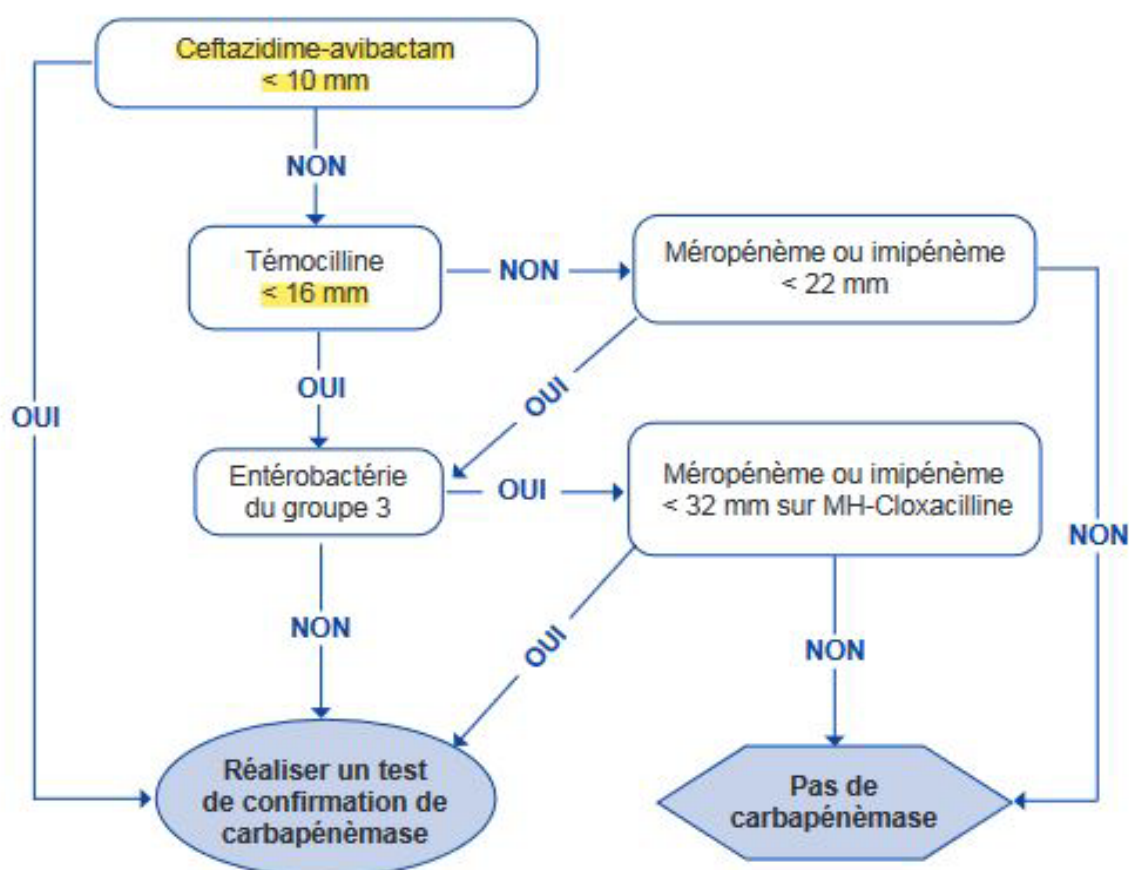 Ceftazidime-avibactam
< 10 mm
NON
Témocilline
< 16 mm
NON
Méropénème ou imipénème
< 22 mm
OUI
OUI
OUI
Entérobactérie
du groupe 3
OUI
Méropénème ou imipénème
< 32 mm sur MH-Cloxacilline
NON
NON
OUI
NON
Réaliser un test
de confirmation de
carbapénèmase
Pas de
carbapénèmase